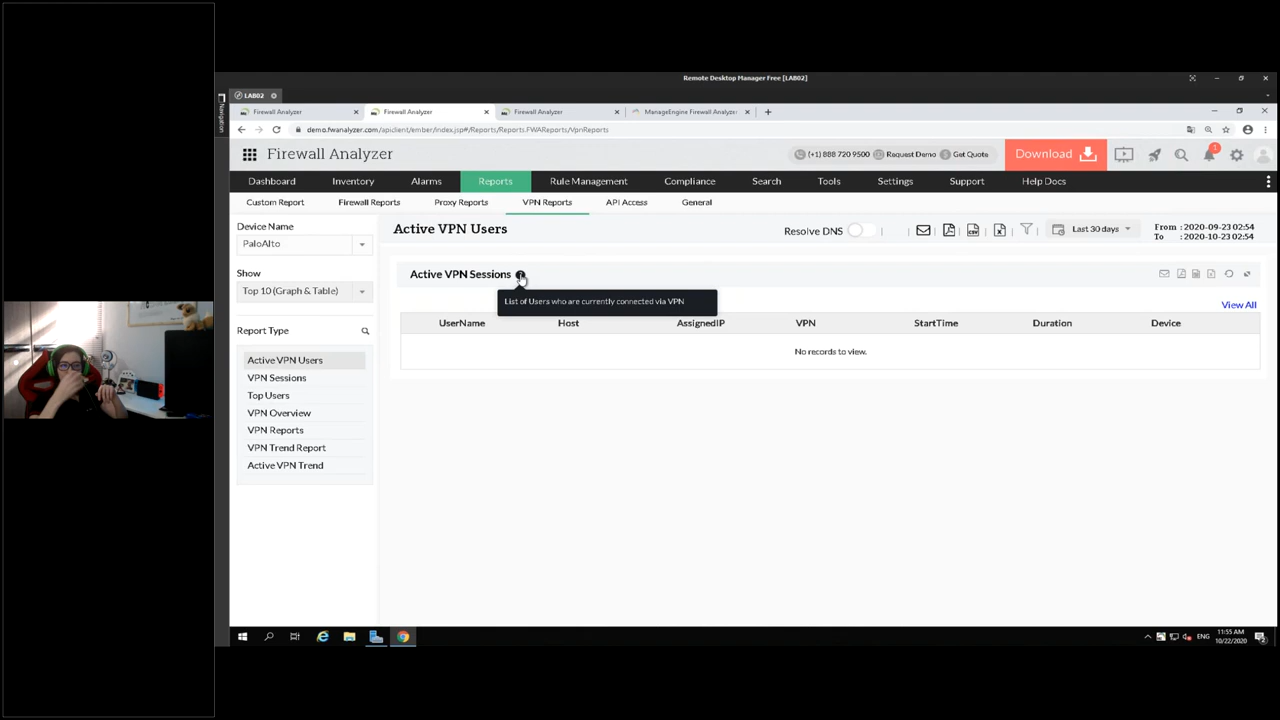 Remote Desktop Manager Free [LAB02]
LAB02
Navigation
Firewall Analyzer
Firewall Analyzer
Firewall Analyzer
ManageEngine Firewall Analyzer
demo.fwanalyzer.com/apiclient/ember/index.jsp#/Reports/Reports.FWAReports/VpnReports
Firewall Analyzer
(+1) 888 720 9500
Request Demo
Get Quote
Download
1
Dashboard
Inventory
Alarms
Reports
Rule Management
Compliance
Search
Tools
Settings
Support
Help Docs
Custom Report
Firewall Reports
Proxy Reports
VPN Reports
API Access
General
Device Name
PaloAlto
Show
Top 10 (Graph & Table)
Report Type
Active VPN Users
VPN Sessions
Top Users
VPN Overview
VPN Reports
VPN Trend Report
Active VPN Trend
Active VPN Users
Resolve DNS
Last 30 days
From : 2020-09-23 02:54
To : 2020-10-23 02:54
Active VPN Sessions
List of Users who are currently connected via VPN
View All
UserName Host AssignedIP VPN StartTime Duration Device
No records to view.
ENG
11:55 AM
10/22/2020